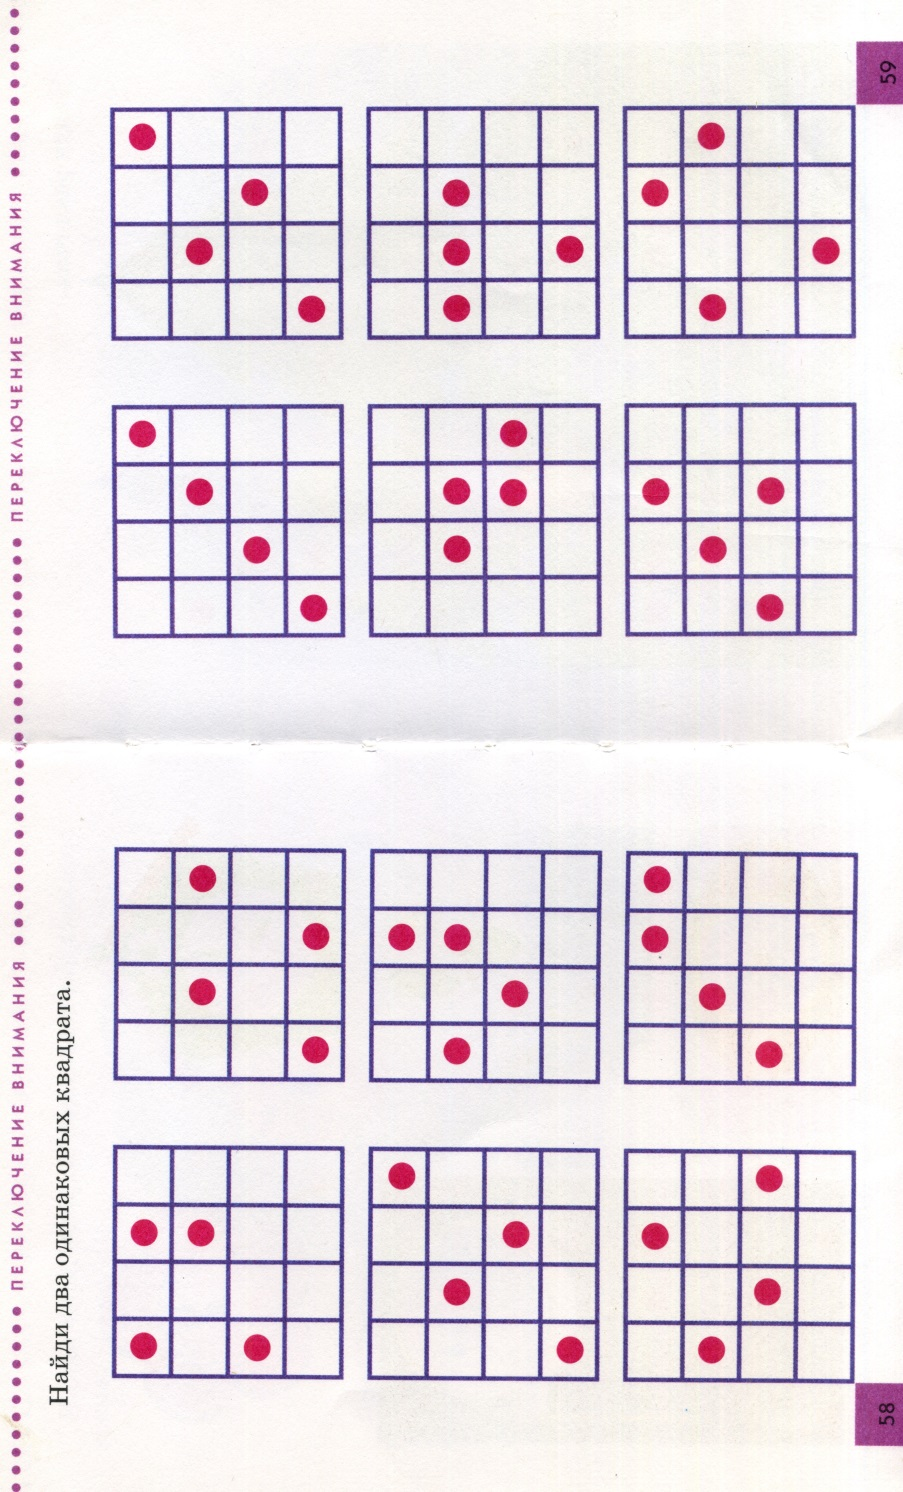 ПЕРЕКЛЮЧЕНИЕ ВНИМАНИЯ
ПЕРЕКЛЮЧЕНИЕ ВНИМАНИЯ
Найди два одинаковых квадрата.
58
59